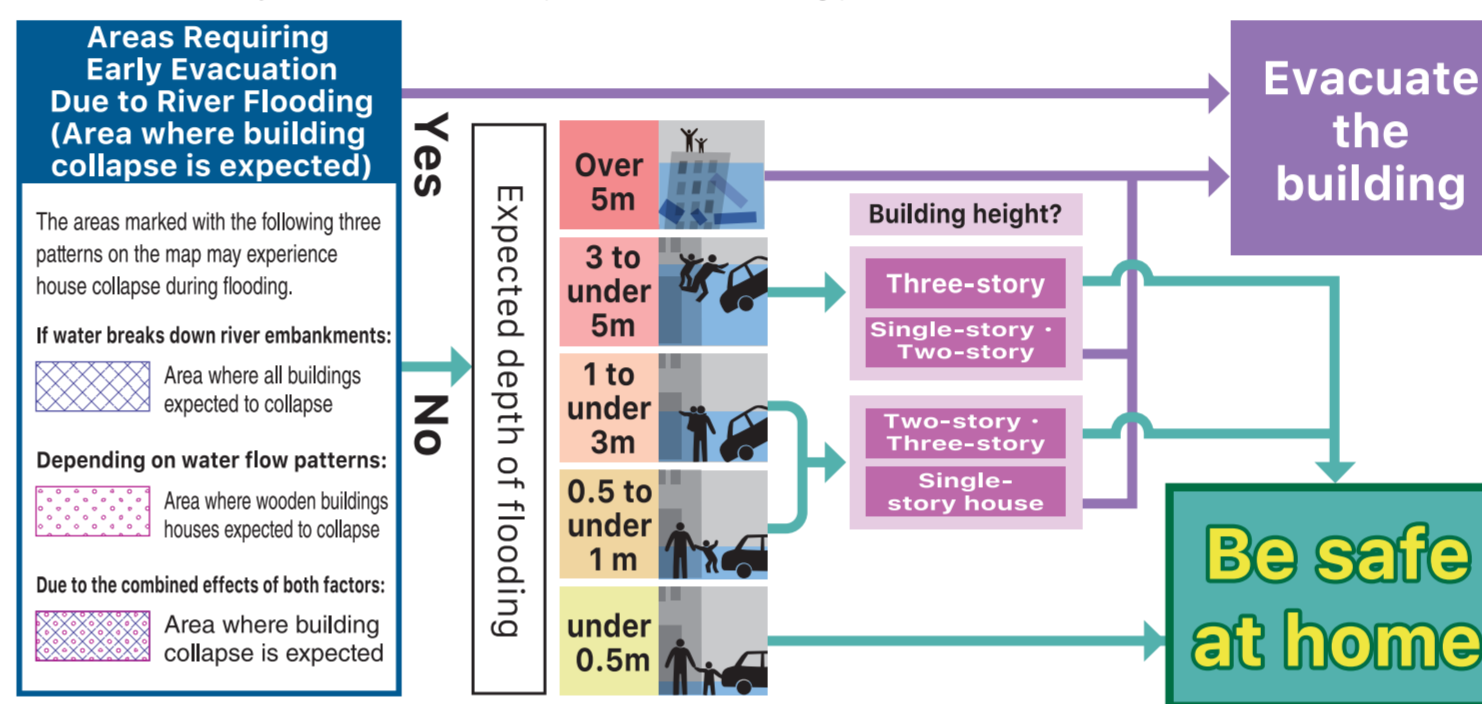 Areas Requiring
Early Evacuation
Due to River Flooding
(Area where building
collapse is expected)
The areas marked with the following three
patterns on the map may experience
house collapse during flooding.
If water breaks down river embankments:
Area where all buildings
expected to collapse
Depending on water flow patterns:
Area where wooden buildings
houses expected to collapse
Due to the combined effects of both factors:
Area where building
collapse is expected
Yes
No
Expected depth of flooding
Over
5m
3 to
under
5m
1 to
under
3m
0.5 to
under
1 m
under
0.5m
Building height?
Three-story
Single-story・
Two-story
Two-story・
Three-story
Single-
story house
Evacuate
the
building
Be safe
at home